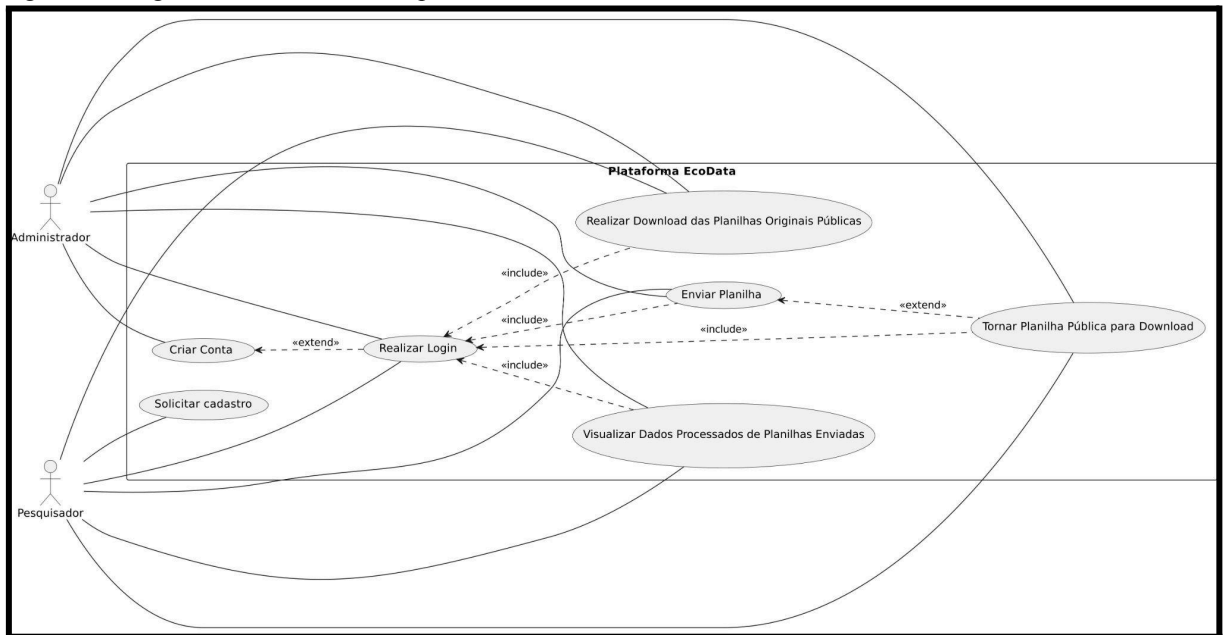 Plataforma EcoData
Administrador
Realizar Download das Planilhas Originais Públicas
«include»
Enviar Planilha
«extend»
«include»
Tornar Planilha Pública para Download
«include»
Criar Conta
«extend»
Realizar Login
«include»
Solicitar cadastro
Visualizar Dados Processados de Planilhas Enviadas
Pesquisador